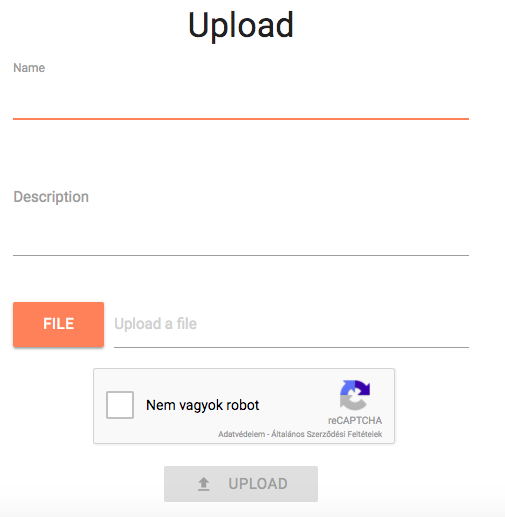 Upload
Name
Description
FILE
Upload a file
Nem vagyok robot
reCAPTCHA
Adatvédelem - Általános Szerződési Feltételek
UPLOAD